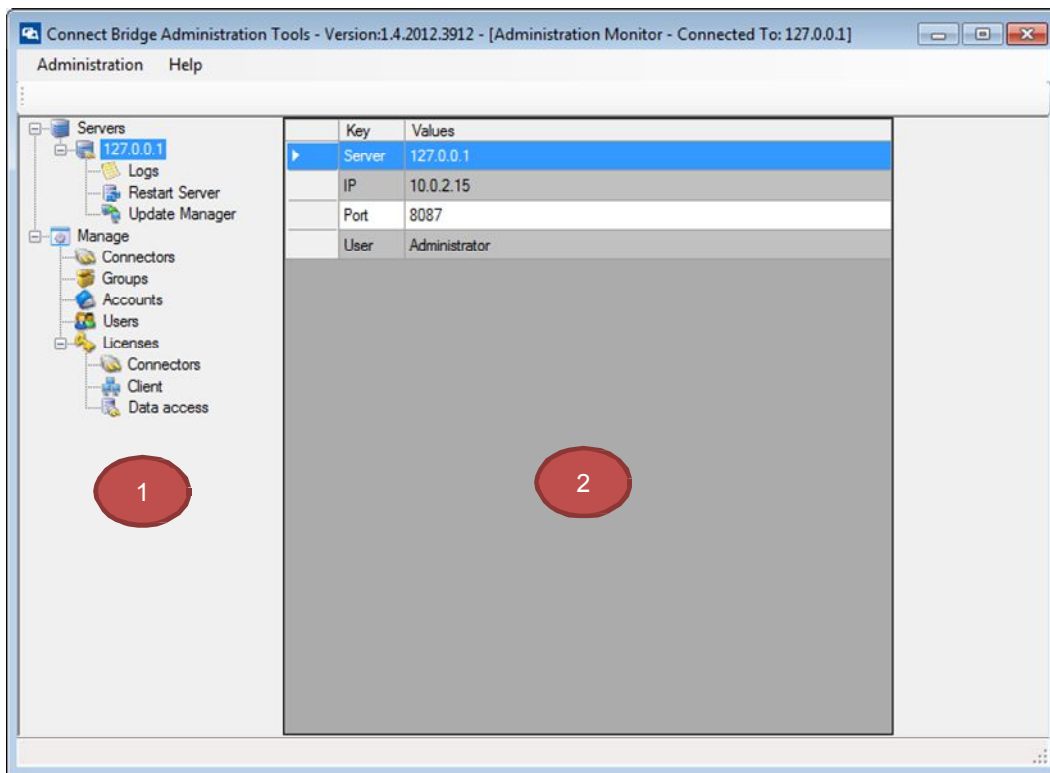 Connect Bridge Administration Tools - Version:1.4.2012.3912 - [Administration Monitor - Connected To: 127.0.0.1]
Administration Help
Servers
127.0.0.1
Logs
Restart Server
Update Manager
Manage
Connectors
Groups
Accounts
Users
Licenses
Connectors
Client
Data access
1
Key Values
Server 127.0.0.1
IP 10.0.2.15
Port 8087
User Administrator
2